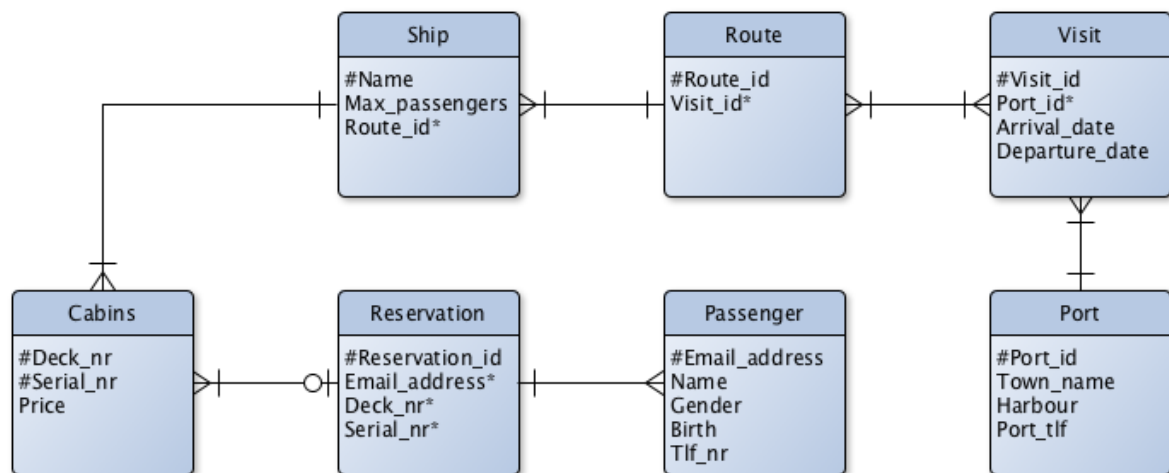 Ship
#Name
Max_passengers
Route_id*
Route
#Route_id
Visit_id*
Visit
#Visit_id
Port_id*
Arrival_date
Departure_date
Cabins
#Deck_nr
#Serial_nr
Price
Reservation
#Reservation_id
Email_address*
Deck_nr*
Serial_nr*
Passenger
#Email_address
Name
Gender
Birth
Tlf_nr
Port
#Port_id
Town_name
Harbour
Port_tlf